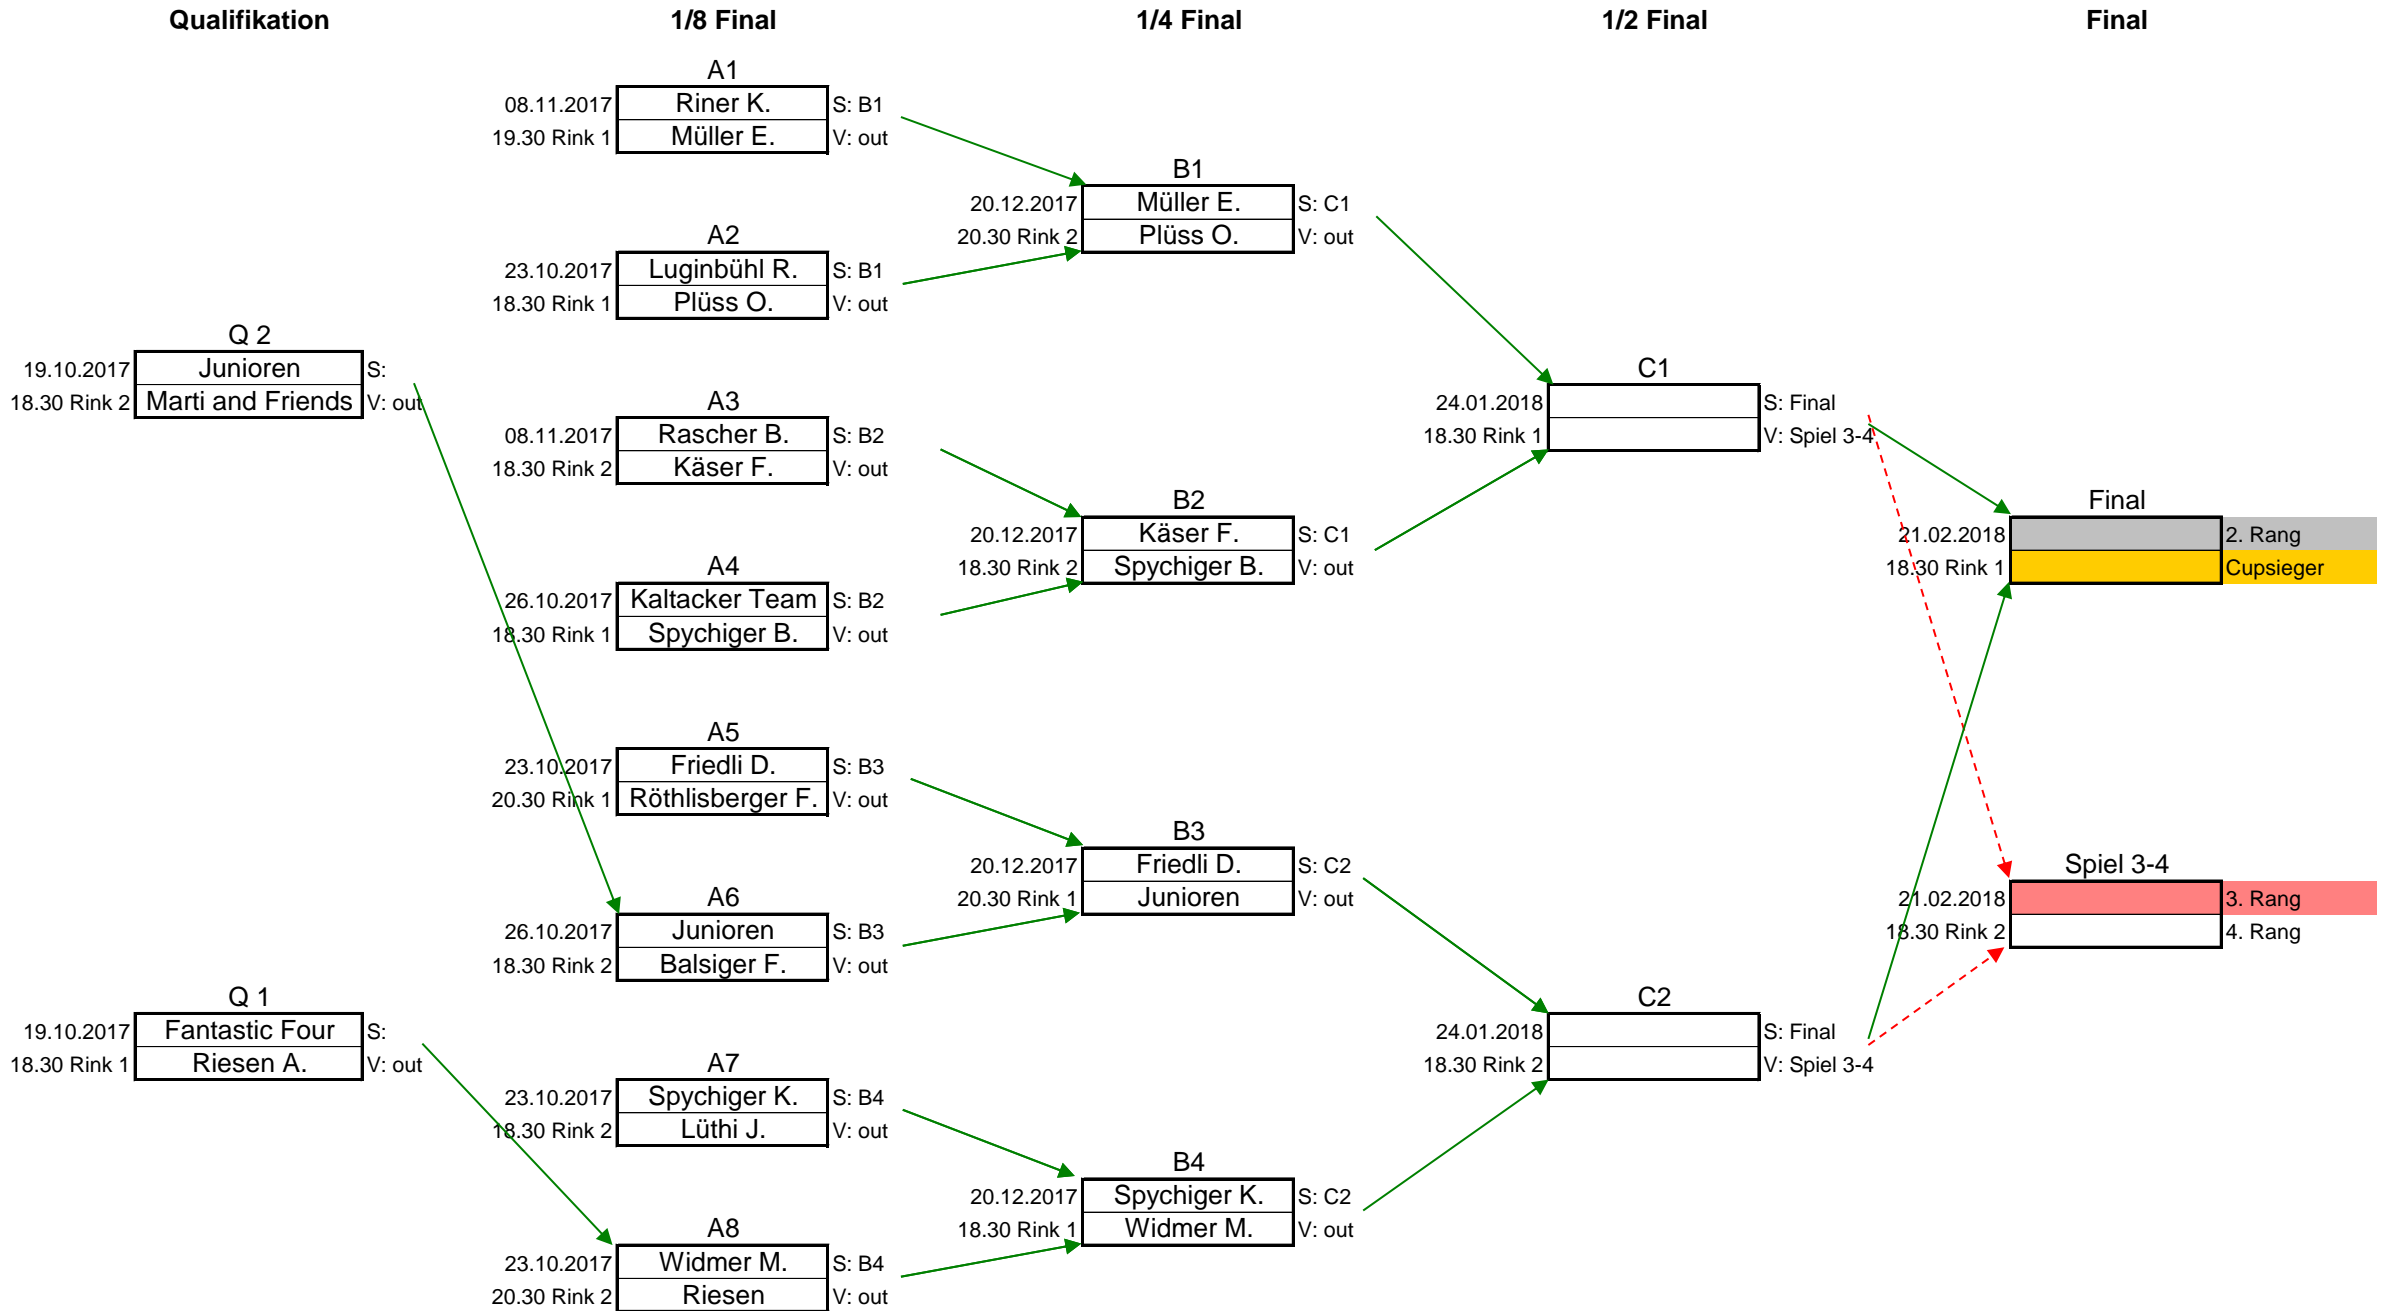 Qualifikation
1/8 Final
1/4 Final
1/2 Final
Final
Q 2
19.10.2017 Junioren S:
18.30 Rink 2 Marti and Friends V: out
Q 1
19.10.2017 Fantastic Four S:
18.30 Rink 1 Riesen A. V: out
A1
08.11.2017 Riner K. S: B1
19.30 Rink 1 Müller E. V: out
A2
23.10.2017 Luginbühl R. S: B1
18.30 Rink 1 Plüss O. V: out
A3
08.11.2017 Rascher B. S: B2
18.30 Rink 2 Käser F. V: out
A4
26.10.2017 Kaltacker Team S: B2
18.30 Rink 1 Spychiger B. V: out
A5
23.10.2017 Friedli D. S: B3
20.30 Rink 1 Röthlisberger F. V: out
A6
26.10.2017 Junioren S: B3
18.30 Rink 2 Balsiger F. V: out
A7
23.10.2017 Spychiger K. S: B4
18.30 Rink 2 Lüthi J. V: out
A8
23.10.2017 Widmer M. S: B4
20.30 Rink 2 Riesen V: out
B1
20.12.2017 Müller E. S: C1
20.30 Rink 2 Plüss O. V: out
B2
20.12.2017 Käser F. S: C1
18.30 Rink 2 Spychiger B. V: out
B3
20.12.2017 Friedli D. S: C2
20.30 Rink 1 Junioren V: out
B4
20.12.2017 Spychiger K. S: C2
18.30 Rink 1 Widmer M. V: out
C1
24.01.2018 S: Final
18.30 Rink 1 V: Spiel 3-4
C2
24.01.2018 S: Final
18.30 Rink 2 V: Spiel 3-4
Final
21.02.2018 2. Rang
18.30 Rink 1 Cupsieger
Spiel 3-4
21.02.2018 3. Rang
18.30 Rink 2 4. Rang